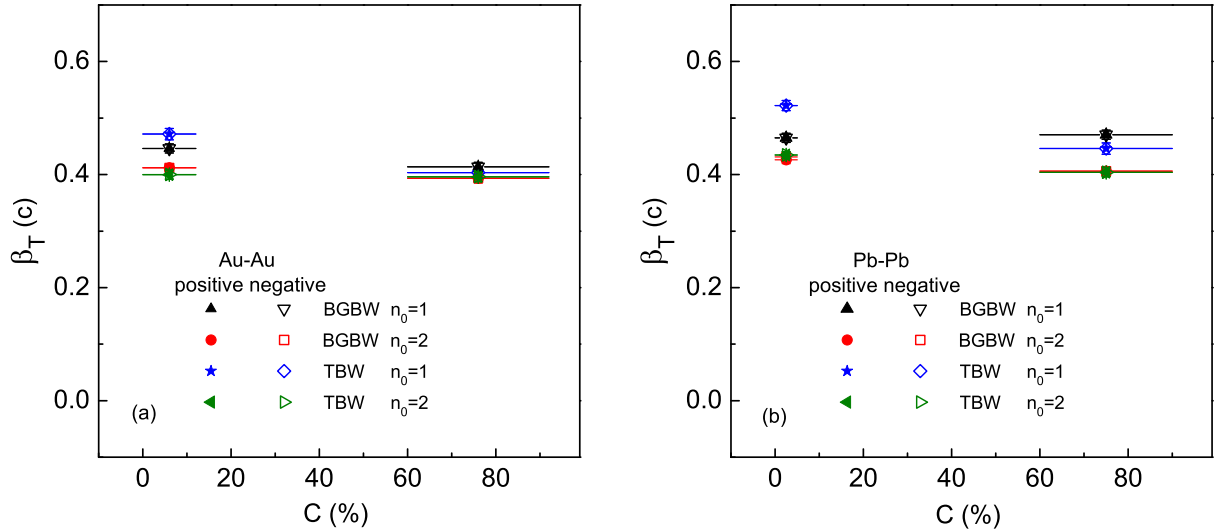 0.6
0.4
0.2
0.0
β_T (c)
Au-Au
positive negative
BGBW n_0=1
BGBW n_0=2
TBW n_0=1
TBW n_0=2
(a)
0 20 40 60 80
C (%)
0.6
0.4
0.2
0.0
β_T (c)
Pb-Pb
positive negative
BGBW n_0=1
BGBW n_0=2
TBW n_0=1
TBW n_0=2
(b)
0 20 40 60 80
C (%)